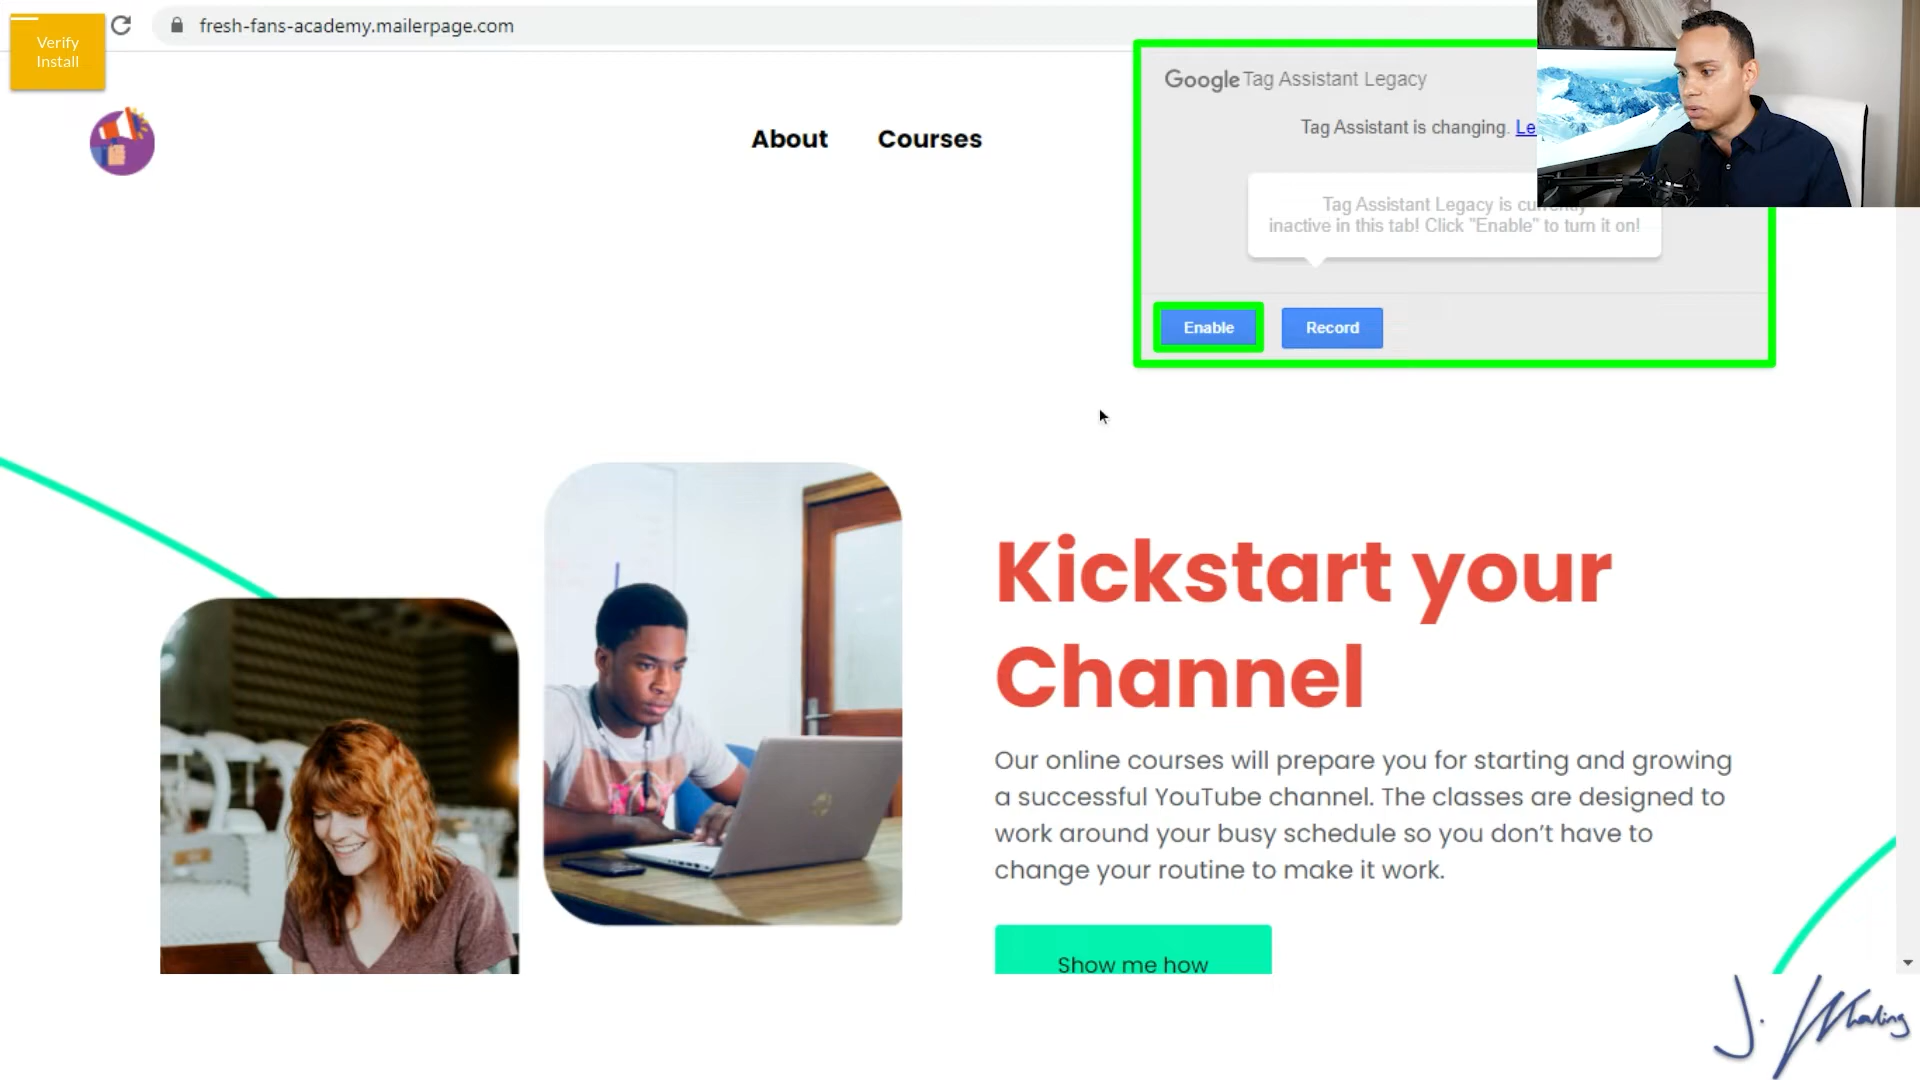 Verify
Install
fresh-fans-academy.mailerpage.com
Google Tag Assistant Legacy
Tag Assistant is changing. Le
Tag Assistant Legacy is currently
inactive in this tab! Click "Enable" to turn it on!
Enable
Record
About
Courses
Kickstart your
Channel
Our online courses will prepare you for starting and growing
a successful YouTube channel. The classes are designed to
work around your busy schedule so you don't have to
change your routine to make it work.
Show me how